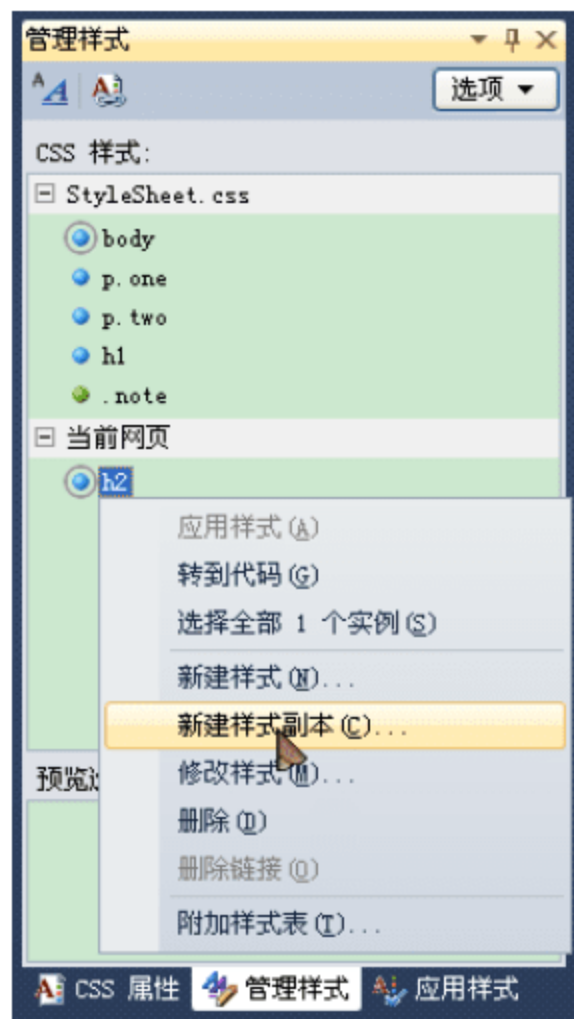 管理样式
选项
CSS 样式:
StyleSheet.css
body
p.one
p.two
h1
.note
当前网页
h2
应用样式(A)
转到代码(G)
选择全部 1 个实例(S)
新建样式(N)...
新建样式副本(C)...
修改样式(M)...
预览
删除(D)
删除链接(O)
附加样式表(T)...
CSS 属性 管理样式 应用样式